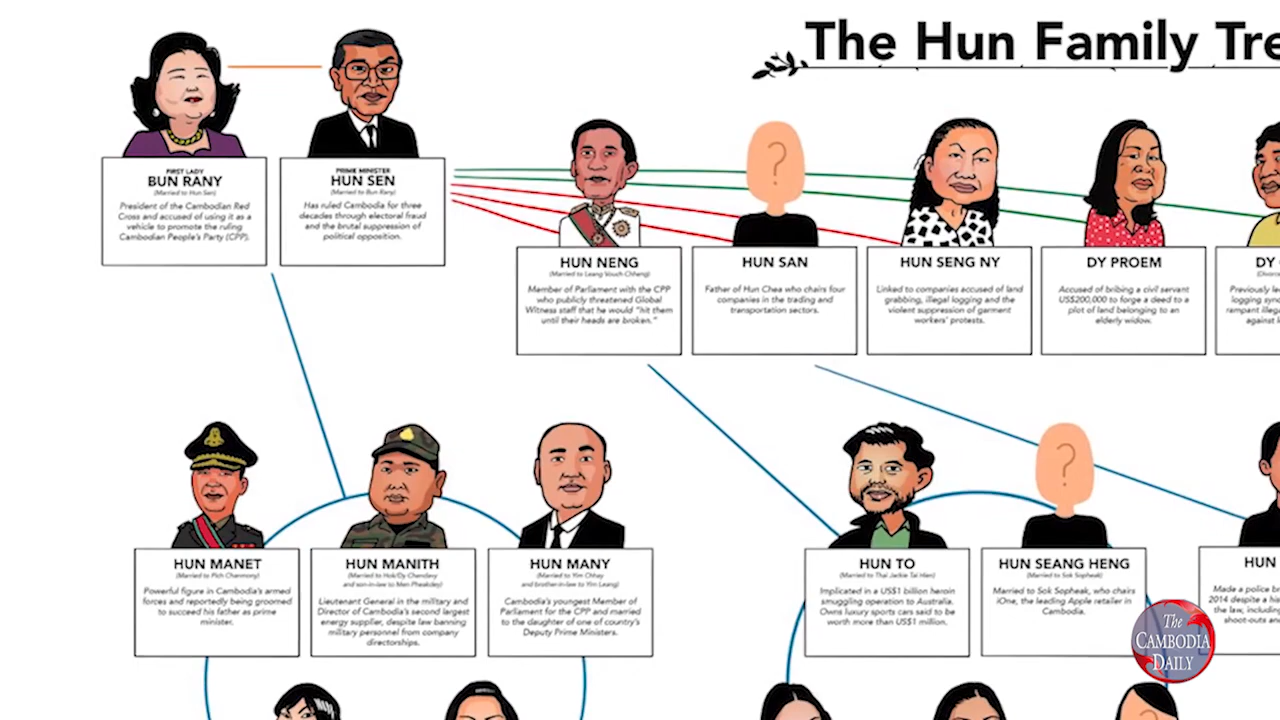 The Hun Family Tre
FIRST LADY
BUN RANY
(Married to Hun Sen)
President of the Cambodian Red
Cross and accused of using it as a
vehicle to promote the ruling
Cambodian People's Party (CPP).
PRIME MINISTER
HUN SEN
(Married to Bun Rany)
Has ruled Cambodia for three
decades through electoral fraud
and the brutal suppression of
political opposition.
HUN NENG
(Married to Leang Vouch Chheng)
Member of Parliament with the CPP
who publicly threatened Global
Witness staff that he would "hit them
until their heads are broken."
HUN SAN
Father of Hun Chea who chairs four
companies in the trading and
transportation sectors.
HUN SENG NY
Linked to companies accused of land
grabbing, illegal logging and the
violent suppression of garment
workers' protests.
DY PROEM
Accused of bribing a civil servant
US$200,000 to forge a deed to a
plot of land belonging to an
elderly widow.
DY
(Divorc
Previously le
logging syn
rampant illeg
against l
HUN MANET
(Married to Pich Chanmony)
Powerful figure in Cambodia's armed
forces and reportedly being groomed
to succeed his father as prime
minister.
HUN MANITH
(Married to Hok/Dy Chendavy
and son-in-law to Men Pheakdey)
Lieutenant General in the military and
Director of Cambodia's second largest
energy supplier, despite law banning
military personnel from company
directorships.
HUN MANY
(Married to Yim Chhay
and brother-in-law to Yim Leang)
Cambodia's youngest Member of
Parliament for the CPP and married
to the daughter of one of country's
Deputy Prime Ministers.
HUN TO
(Married to Thai Jackie Tai Hien)
Implicated in a US$1 billion heroin
smuggling operation to Australia.
Owns luxury sports cars said to be
worth more than US$1 million.
HUN SEANG HENG
(Married to Sok Sopheak)
Married to Sok Sopheak, who chairs
iOne, the leading Apple retailer in
Cambodia.
HUN
Made a police b
2014 despite a his
the law, includin
shoot-outs an
The
CAMBODIA
DAILY